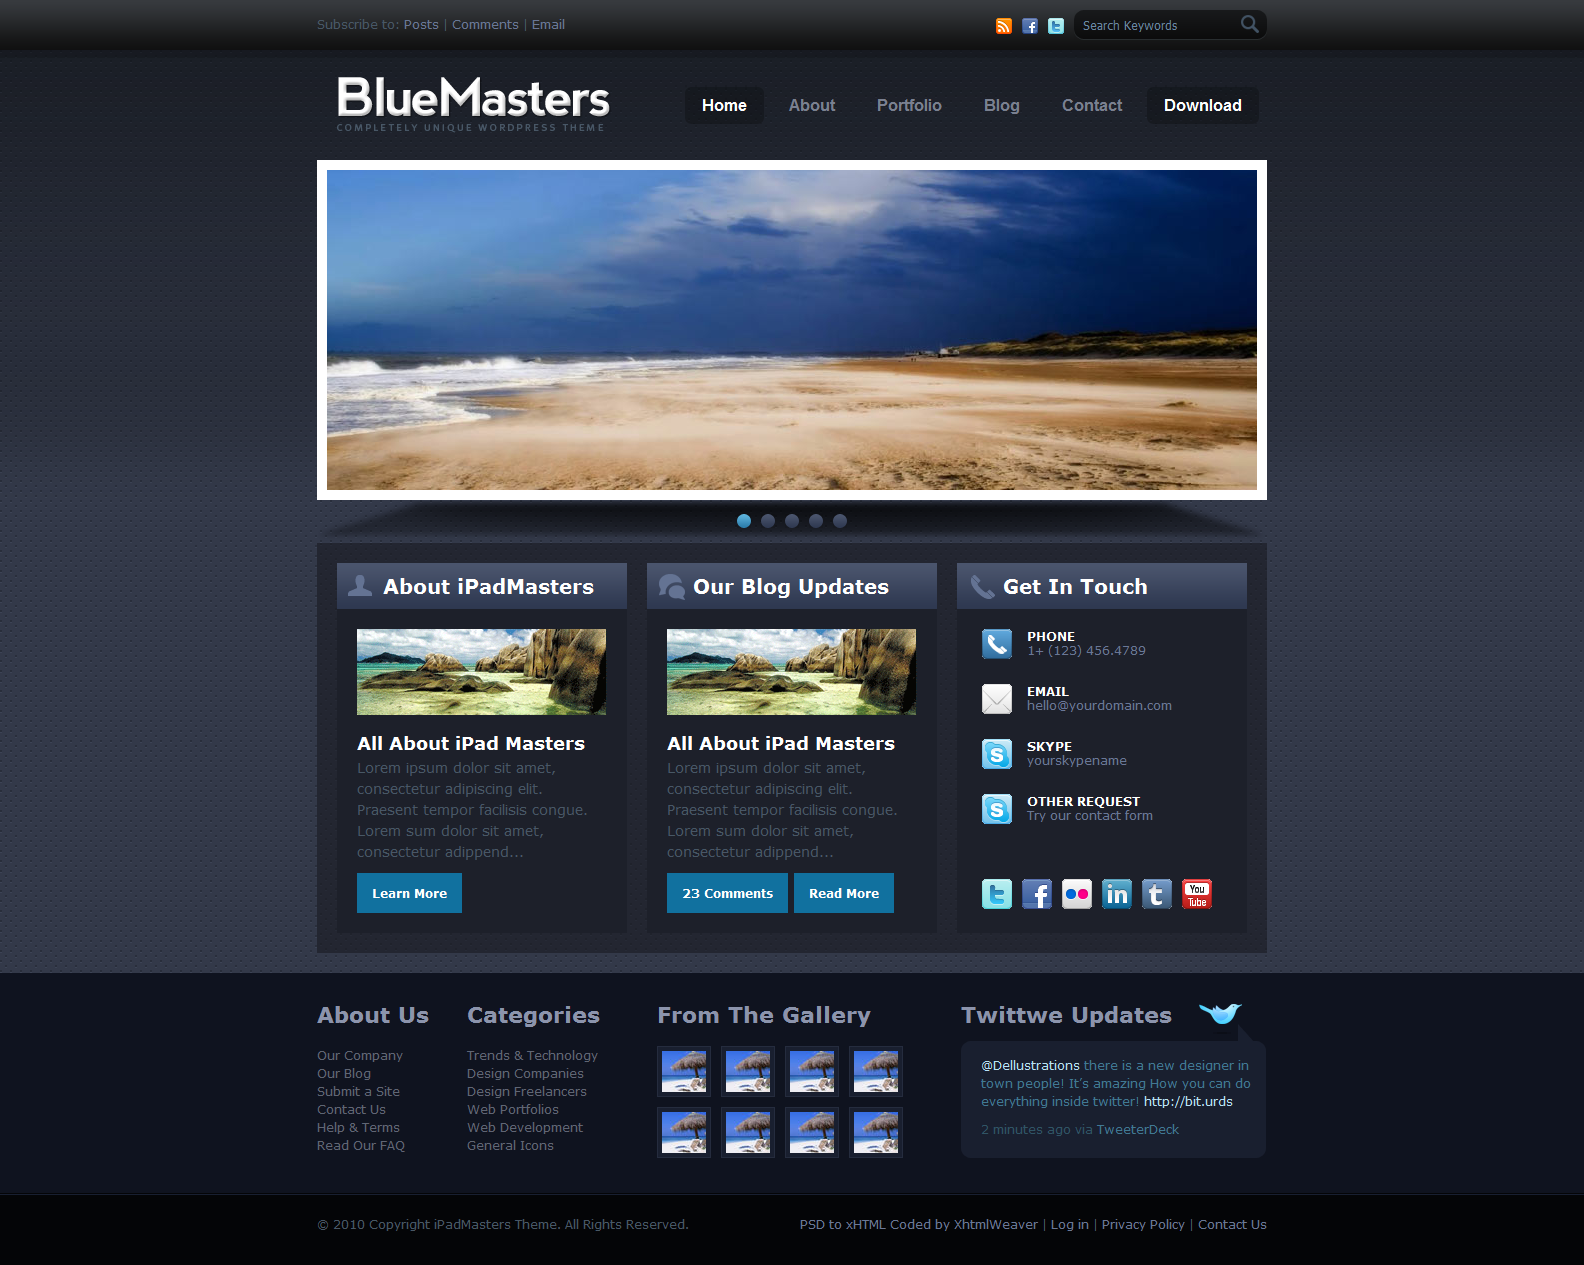 Subscribe to: Posts | Comments | Email
Search Keywords
BlueMasters
COMPLETELY UNIQUE WORDPRESS THEME
Home About Portfolio Blog Contact Download
About iPadMasters
All About iPad Masters
Lorem ipsum dolor sit amet,
consectetur adipiscing elit.
Praesent tempor facilisis congue.
Lorem sum dolor sit amet,
consectetur adippend...
Learn More
Our Blog Updates
All About iPad Masters
Lorem ipsum dolor sit amet,
consectetur adipiscing elit.
Praesent tempor facilisis congue.
Lorem sum dolor sit amet,
consectetur adippend...
23 Comments Read More
Get In Touch
PHONE
1+ (123) 456.4789
EMAIL
hello@yourdomain.com
SKYPE
yourskypename
OTHER REQUEST
Try our contact form
You
Tube
About Us
Our Company
Our Blog
Submit a Site
Contact Us
Help & Terms
Read Our FAQ
Categories
Trends & Technology
Design Companies
Design Freelancers
Web Portfolios
Web Development
General Icons
From The Gallery
Twittwe Updates
@Dellustrations there is a new designer in
town people! It's amazing How you can do
everything inside twitter! http://bit.urds
2 minutes ago via TweeterDeck
© 2010 Copyright iPadMasters Theme. All Rights Reserved.
PSD to xHTML Coded by XhtmlWeaver | Log in | Privacy Policy | Contact Us